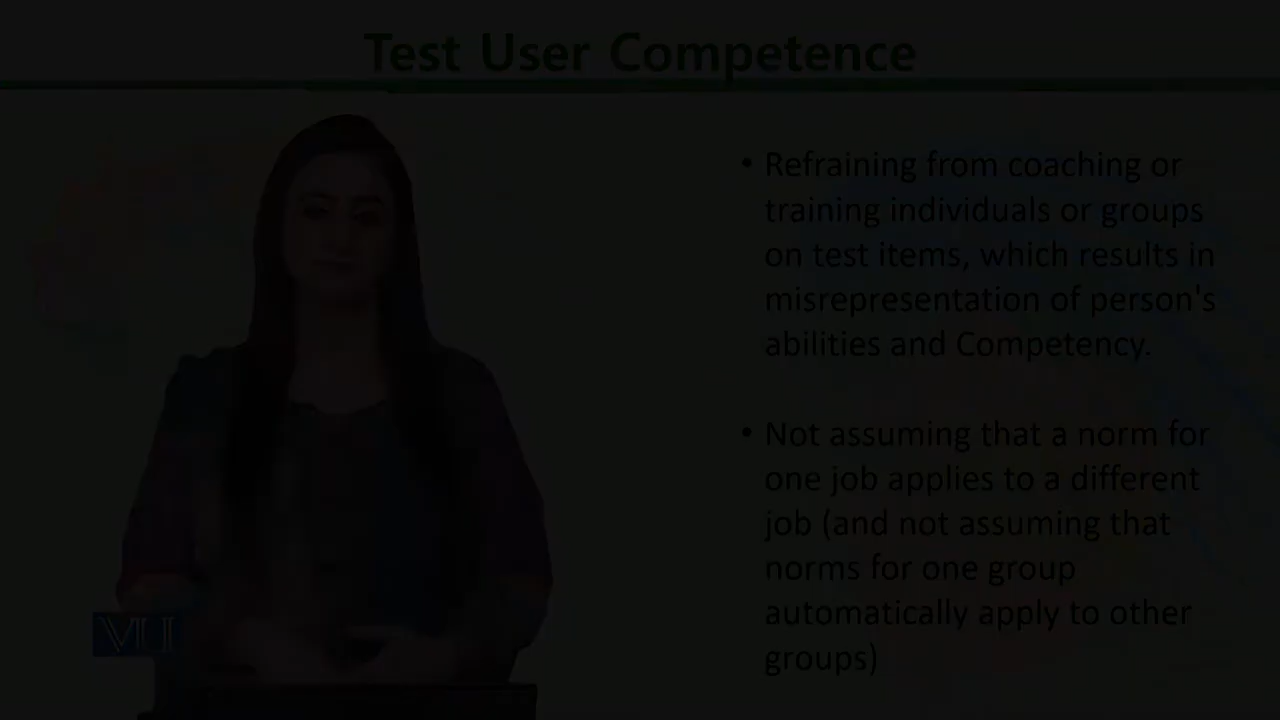 Test User Competence
• Refraining from coaching or
training individuals or groups
on test items, which results in
misrepresentation of person's
abilities and Competency.
• Not assuming that a norm for
one job applies to a different
job (and not assuming that
norms for one group
automatically apply to other
groups)
VU